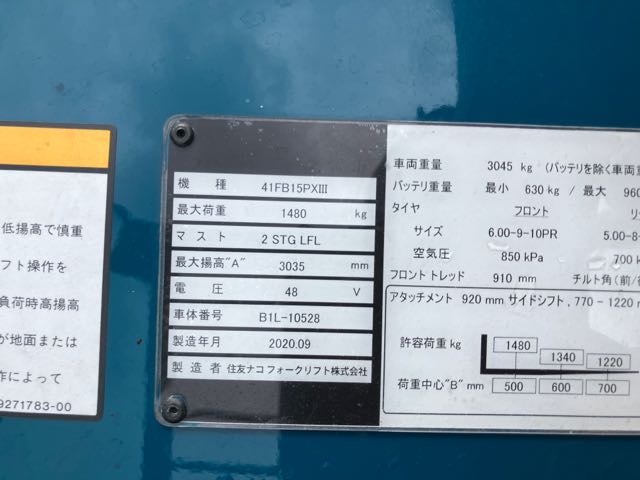 低揚高で慎重
フト操作を
負荷時高揚高
が地面または
作によって
9271783-00
機 種 41FB15PXⅢ
最大荷重 1480 kg
マスト 2 STG LFL
最大揚高"A" 3035 mm
電 圧 48 V
車体番号 B1L-10528
製造年月 2020.09
製造者 住友ナコ フォークリフト株式会社
車両重量 3045 kg (バッテリを除く車両重
バッテリ重量 最小 630 kg / 最大 960
タイヤ フロント リ
サイズ 6.00-9-10PR 5.00-8-
空気圧 850 kPa 700 k
フロント トレッド 910 mm チルト角(前/後
アタッチメント 920 mm サイドシフト, 770-1220 m
許容荷重 kg 1480 1340 1220
荷重中心"B" mm 500 600 700